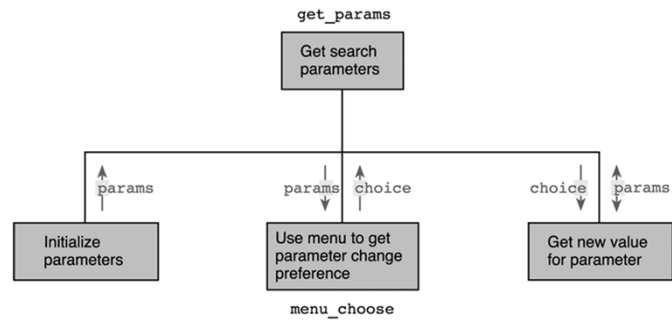 get_params
Get search
parameters
params
params choice
choice params
Initialize
parameters
Use menu to get
parameter change
preference
Get new value
for parameter
menu_choose